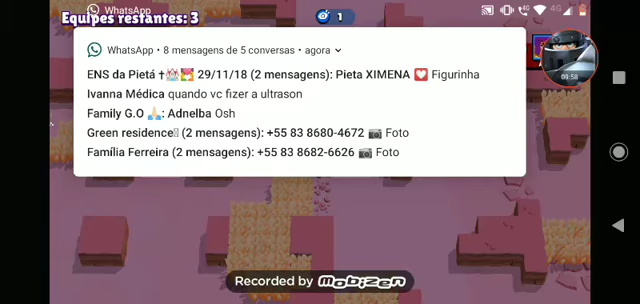 WhatsApp
Equipes restantes: 3
1
4G
4G
WhatsApp • 8 mensagens de 5 conversas • agora
ENS da Pietá ✝ 29/11/18 (2 mensagens): Pieta XIMENA Figurinha
Ivanna Médica quando vc fizer a ultrason
Family G.O 🙏: Adnelba Osh
Green residence (2 mensagens): +55 83 8680-4672 📷 Foto
Família Ferreira (2 mensagens): +55 83 8682-6626 📷 Foto
09:58
Recorded by mobizen